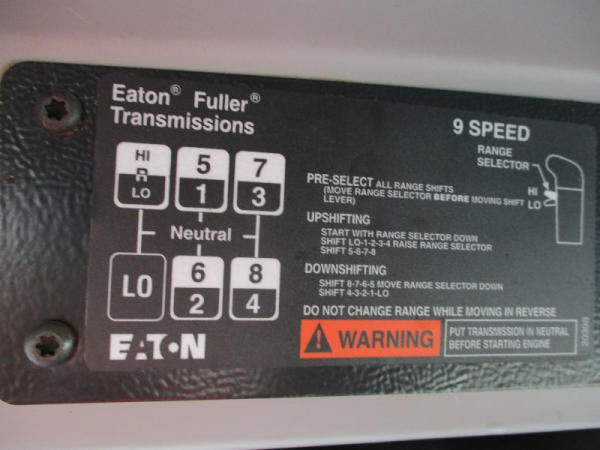 Eaton® Fuller®
Transmissions
9 SPEED
RANGE
SELECTOR
HI
LO
HI
R
LO
5
1
7
3
Neutral
LO
6
2
8
4
PRE-SELECT ALL RANGE SHIFTS
(MOVE RANGE SELECTOR BEFORE MOVING SHIFT
LEVER)
UPSHIFTING
START WITH RANGE SELECTOR DOWN
SHIFT LO-1-2-3-4 RAISE RANGE SELECTOR
SHIFT 5-6-7-8
DOWNSHIFTING
SHIFT 8-7-6-5 MOVE RANGE SELECTOR DOWN
SHIFT 4-3-2-1-LO
DO NOT CHANGE RANGE WHILE MOVING IN REVERSE
WARNING
PUT TRANSMISSION IN NEUTRAL
BEFORE STARTING ENGINE
EATON